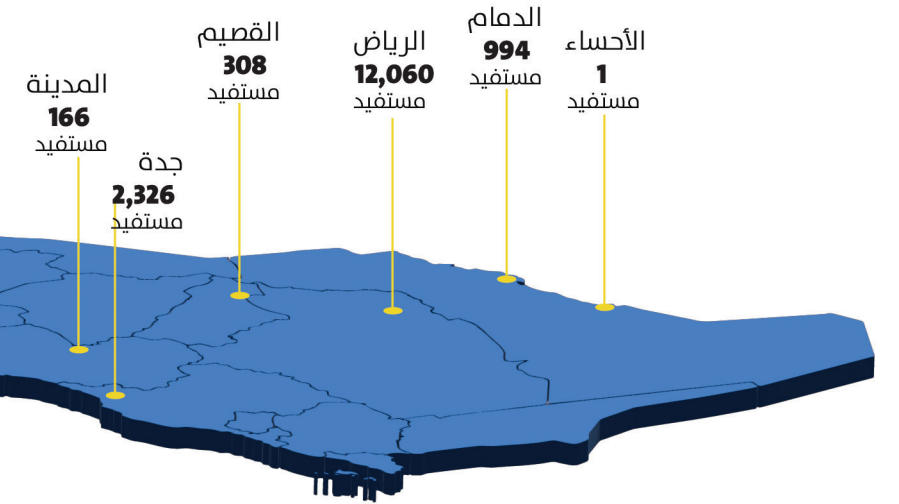 الأحساء
1
مستفيد
الدمام
994
مستفيد
الرياض
12,060
مستفيد
القصيم
308
مستفيد
المدينة
166
مستفيد
جدة
2,326
مستفيد